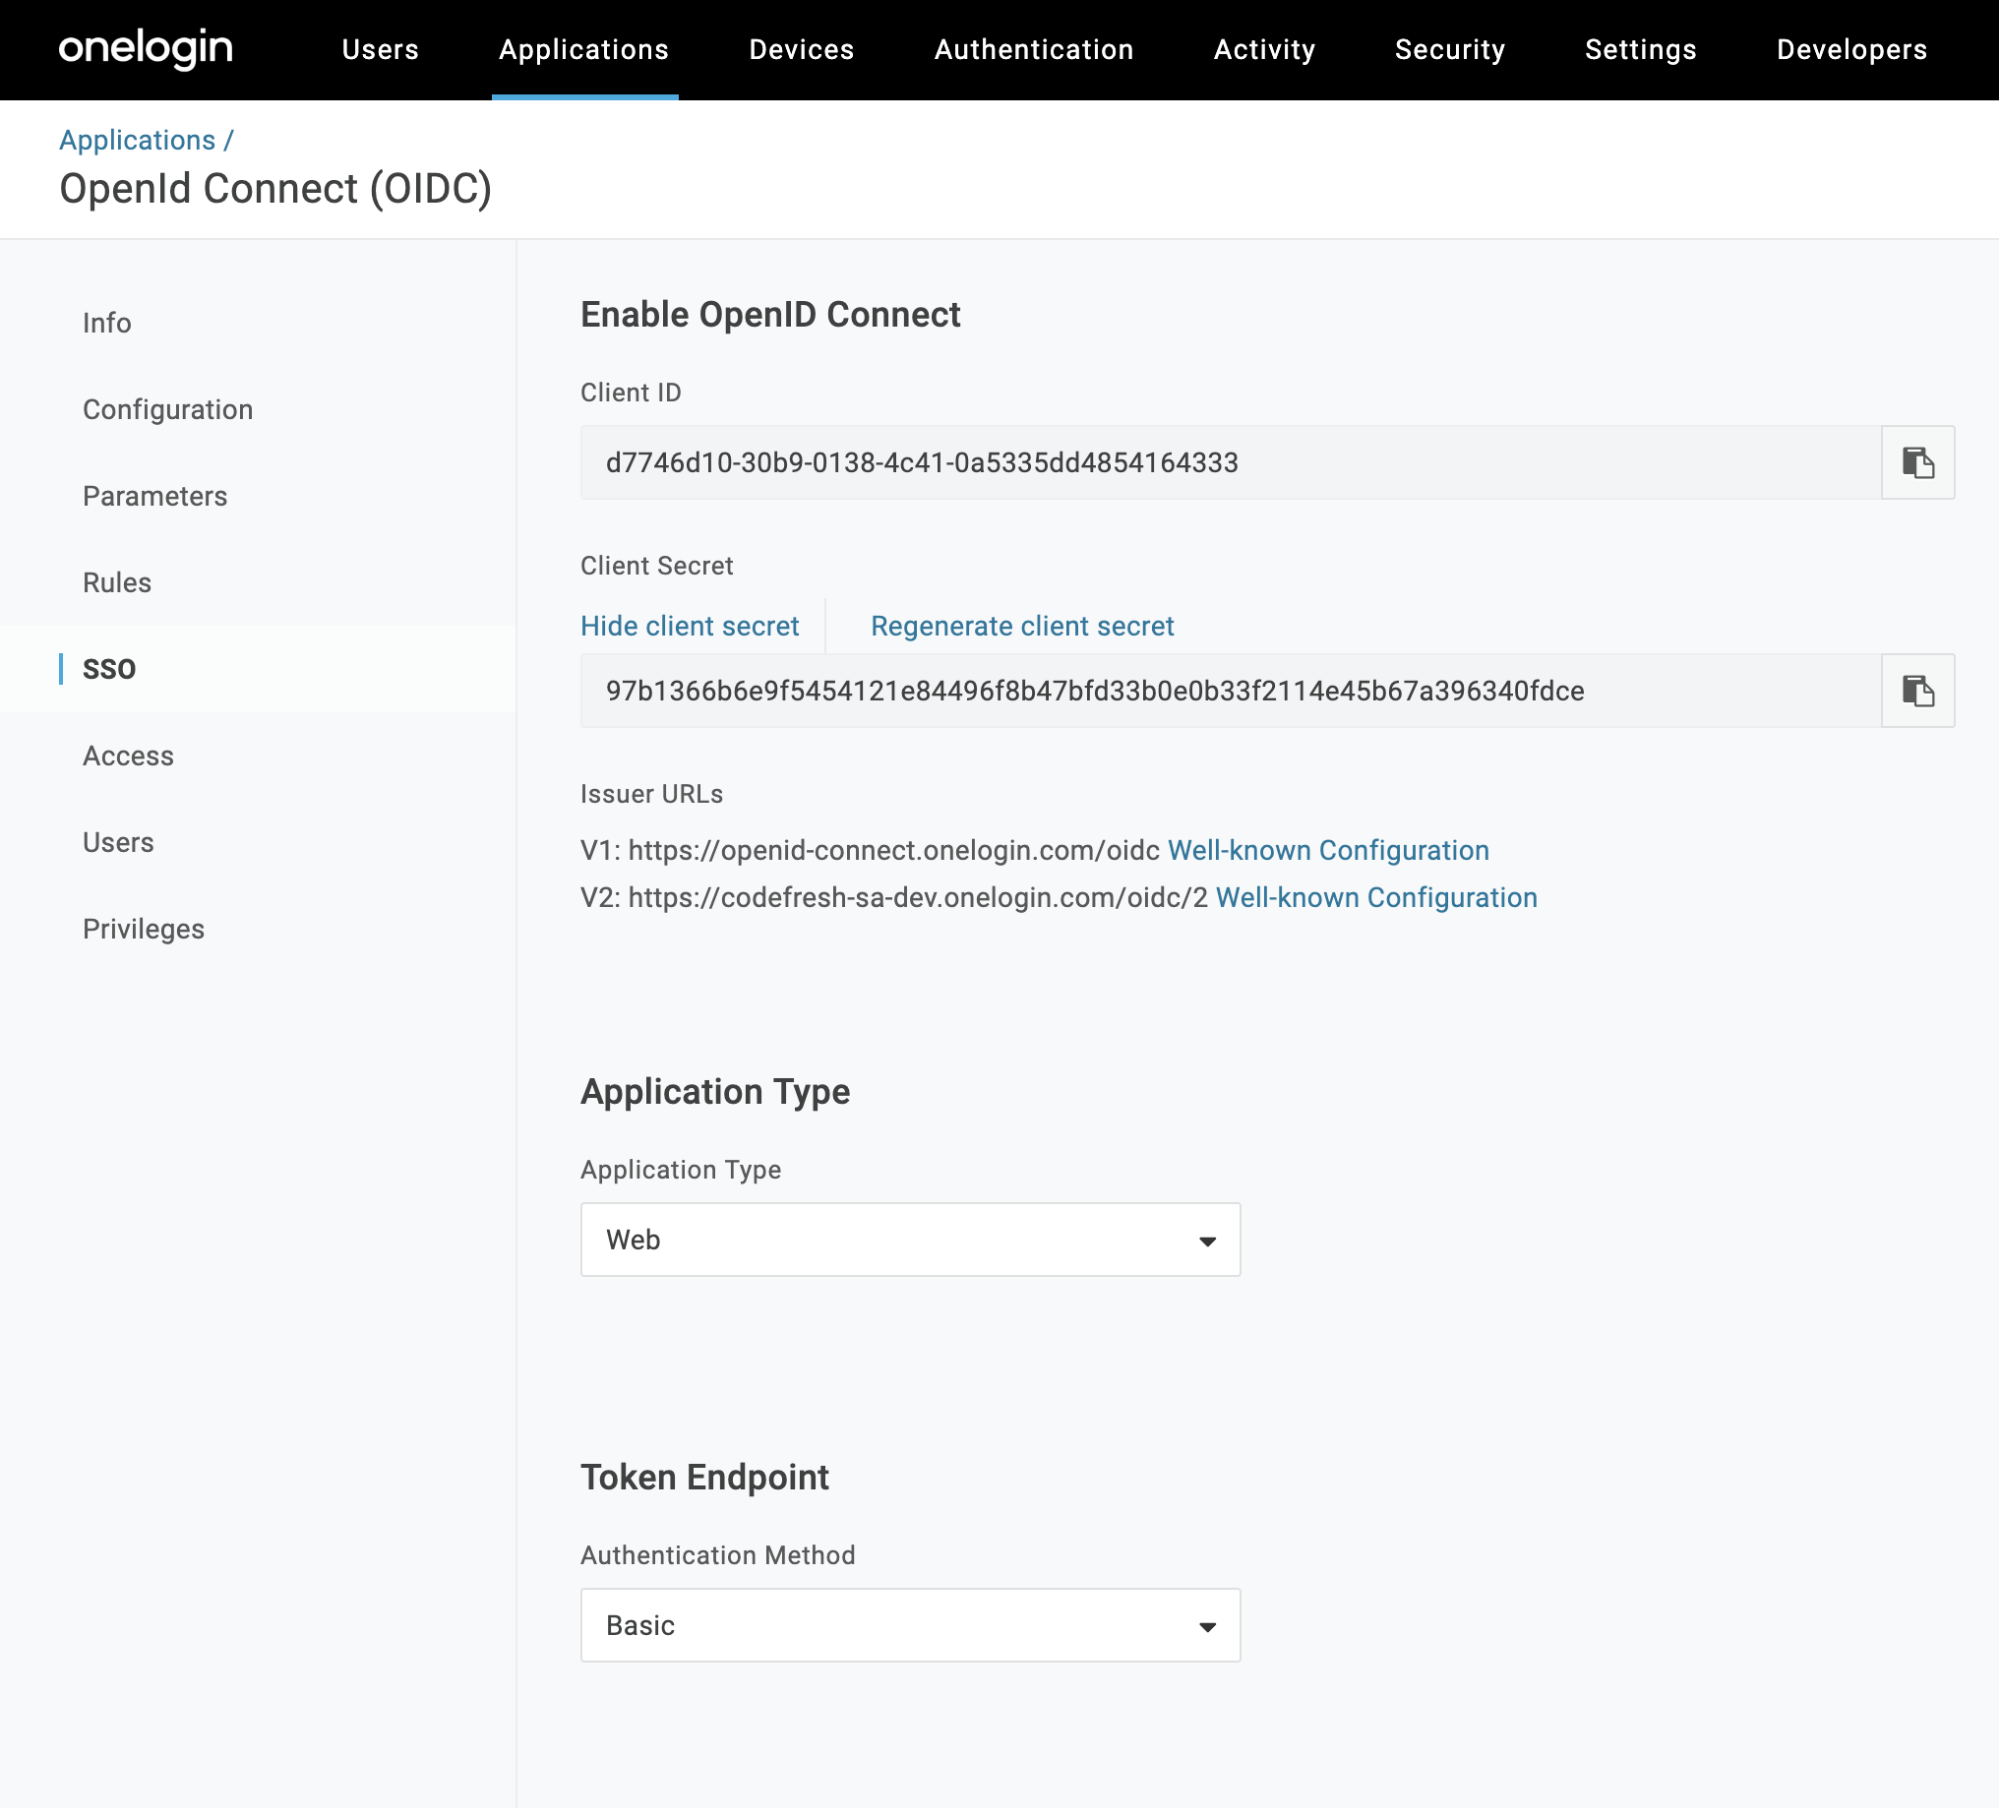 onelogin Users Applications Devices Authentication Activity Security Settings Developers
Applications /
OpenId Connect (OIDC)
Info
Configuration
Parameters
Rules
SSO
Access
Users
Privileges
Enable OpenID Connect
Client ID
d7746d10-30b9-0138-4c41-0a5335dd4854164333
Client Secret
Hide client secret Regenerate client secret
97b1366b6e9f5454121e84496f8b47bfd33b0e0b33f2114e45b67a396340fdce
Issuer URLs
V1: https://openid-connect.onelogin.com/oidc Well-known Configuration
V2: https://codefresh-sa-dev.onelogin.com/oidc/2 Well-known Configuration
Application Type
Application Type
Web
Token Endpoint
Authentication Method
Basic